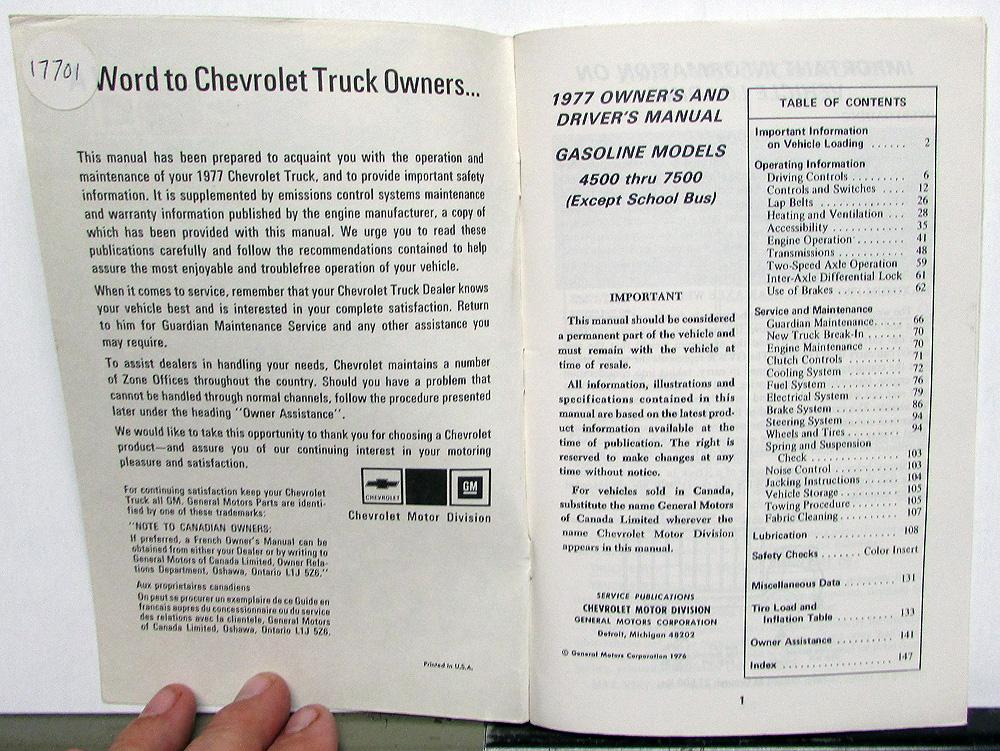 17701
Word to Chevrolet Truck Owners...
This manual has been prepared to acquaint you with the operation and
maintenance of your 1977 Chevrolet Truck, and to provide important safety
information. It is supplemented by emissions control systems maintenance
and warranty information published by the engine manufacturer, a copy of
which has been provided with this manual. We urge you to read these
publications carefully and follow the recommendations contained to help
assure the most enjoyable and troublefree operation of your vehicle.
When it comes to service, remember that your Chevrolet Truck Dealer knows
your vehicle best and is interested in your complete satisfaction. Return
to him for Guardian Maintenance Service and any other assistance you
may require.
To assist dealers in handling your needs, Chevrolet maintains a number
of Zone Offices throughout the country. Should you have a problem that
cannot be handled through normal channels, follow the procedure presented
later under the heading "Owner Assistance".
We would like to take this opportunity to thank you for choosing a Chevrolet
product—and assure you of our continuing interest in your motoring
pleasure and satisfaction.
For continuing satisfaction keep your Chevrolet
Truck all GM. General Motors Parts are identi-
fied by one of these trademarks:
CHEVROLET
GM
Chevrolet Motor Division
"NOTE TO CANADIAN OWNERS:
If preferred, a French Owner's Manual can be
obtained from either your Dealer or by writing to
General Motors of Canada Limited, Owner Rela-
tions Department, Oshawa, Ontario L1J 5Z6."
Aux proprietaires canadiens
On peut se procurer un exemplaire de ce Guide en
francais aupres du concessionnaire ou du service
des relations avec la clientele, General Motors
of Canada Limited, Oshawa, Ontario L1J 5Z6.
Printed in U.S.A.
1977 OWNER'S AND
DRIVER'S MANUAL
GASOLINE MODELS
4500 thru 7500
(Except School Bus)
IMPORTANT
This manual should be considered
a permanent part of the vehicle and
must remain with the vehicle at
time of resale.
All information, illustrations and
specifications contained in this
manual are based on the latest prod-
uct information available at the
time of publication. The right is
reserved to make changes at any
time without notice.
For vehicles sold in Canada,
substitute the name General Motors
of Canada Limited wherever the
name Chevrolet Motor Division
appears in this manual.
SERVICE PUBLICATIONS
CHEVROLET MOTOR DIVISION
GENERAL MOTORS CORPORATION
Detroit, Michigan 48202
© General Motors Corporation 1976
TABLE OF CONTENTS
Important Information
on Vehicle Loading ...... 2
Operating Information
Driving Controls ......... 6
Controls and Switches .... 12
Lap Belts .............. 26
Heating and Ventilation ... 28
Accessibility ........... 35
Engine Operation ........ 41
Transmissions .......... 48
Two-Speed Axle Operation 59
Inter-Axle Differential Lock 61
Use of Brakes ........... 62
Service and Maintenance
Guardian Maintenance..... 66
New Truck Break-In ...... 70
Engine Maintenance ...... 70
Clutch Controls ......... 71
Cooling System .......... 72
Fuel System ............ 76
Electrical System ........ 79
Brake System ........... 86
Steering System ......... 94
Wheels and Tires ........ 94
Spring and Suspension
Check ............... 103
Noise Control .......... 103
Jacking Instructions ..... 104
Vehicle Storage ......... 105
Towing Procedure ....... 105
Fabric Cleaning ......... 107
Lubrication ............. 108
Safety Checks ...... Color Insert
Miscellaneous Data ........ 131
Tire Load and
Inflation Table ......... 133
Owner Assistance ......... 141
Index ................. 147
1